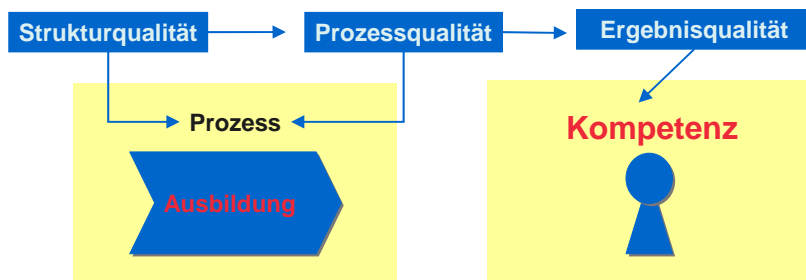 Strukturqualität
Prozessqualität
Ergebnisqualität
Prozess
Kompetenz
Ausbildung